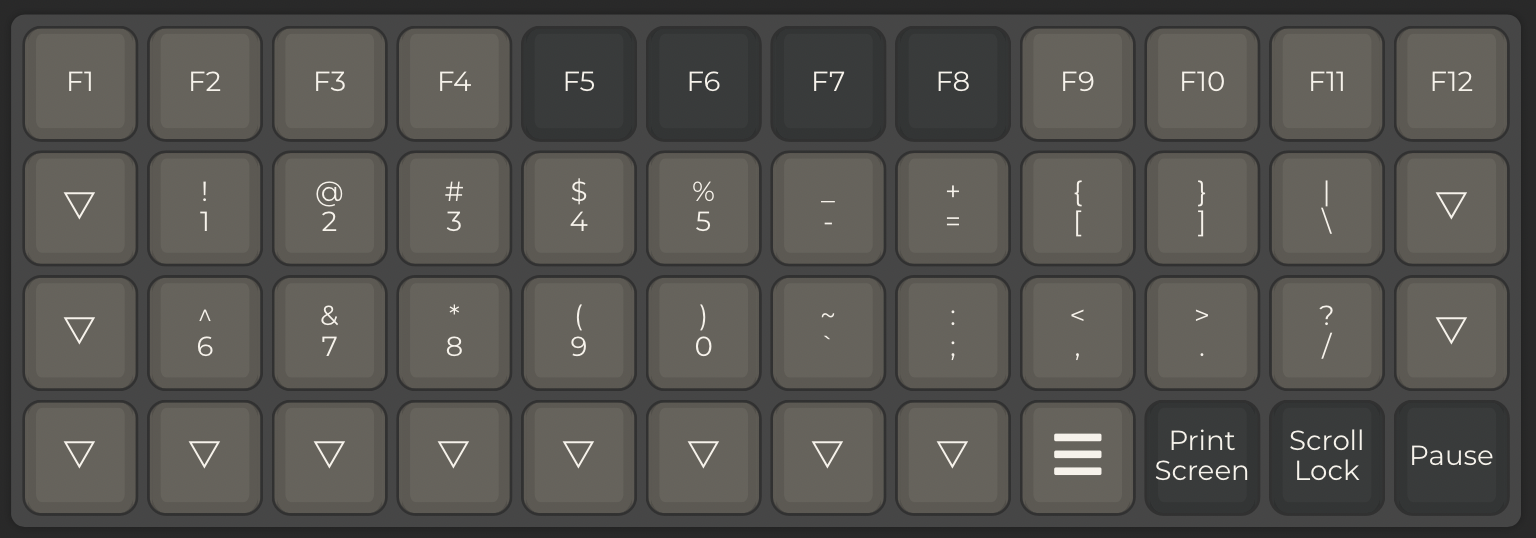 F1 F2 F3 F4 F5 F6 F7 F8 F9 F10 F11 F12
! @ # $ % _ + { } |
1 2 3 4 5 - = [ ] \
^ & * ( ) ~ : < > ?
6 7 8 9 0 ` ; , . /
Print Scroll
Screen Lock Pause